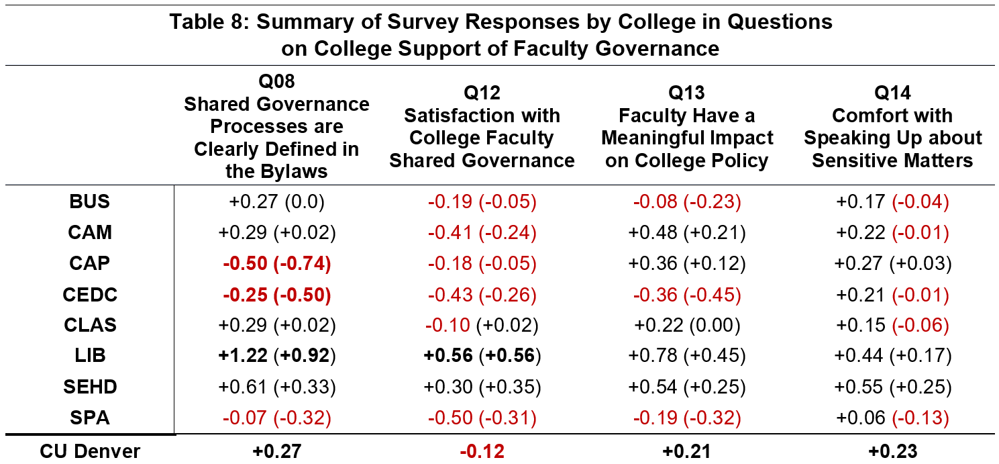 Table 8: Summary of Survey Responses by College in Questions
on College Support of Faculty Governance
Q08
Shared Governance
Processes are
Clearly Defined in
the Bylaws
Q12
Satisfaction with
College Faculty
Shared Governance
Q13
Faculty Have a
Meaningful Impact
on College Policy
Q14
Comfort with
Speaking Up about
Sensitive Matters
BUS +0.27 (0.0) -0.19 (-0.05) -0.08 (-0.23) +0.17 (-0.04)
CAM +0.29 (+0.02) -0.41 (-0.24) +0.48 (+0.21) +0.22 (-0.01)
CAP -0.50 (-0.74) -0.18 (-0.05) +0.36 (+0.12) +0.27 (+0.03)
CEDC -0.25 (-0.50) -0.43 (-0.26) -0.36 (-0.45) +0.21 (-0.01)
CLAS +0.29 (+0.02) -0.10 (+0.02) +0.22 (0.00) +0.15 (-0.06)
LIB +1.22 (+0.92) +0.56 (+0.56) +0.78 (+0.45) +0.44 (+0.17)
SEHD +0.61 (+0.33) +0.30 (+0.35) +0.54 (+0.25) +0.55 (+0.25)
SPA -0.07 (-0.32) -0.50 (-0.31) -0.19 (-0.32) +0.06 (-0.13)
CU Denver +0.27 -0.12 +0.21 +0.23